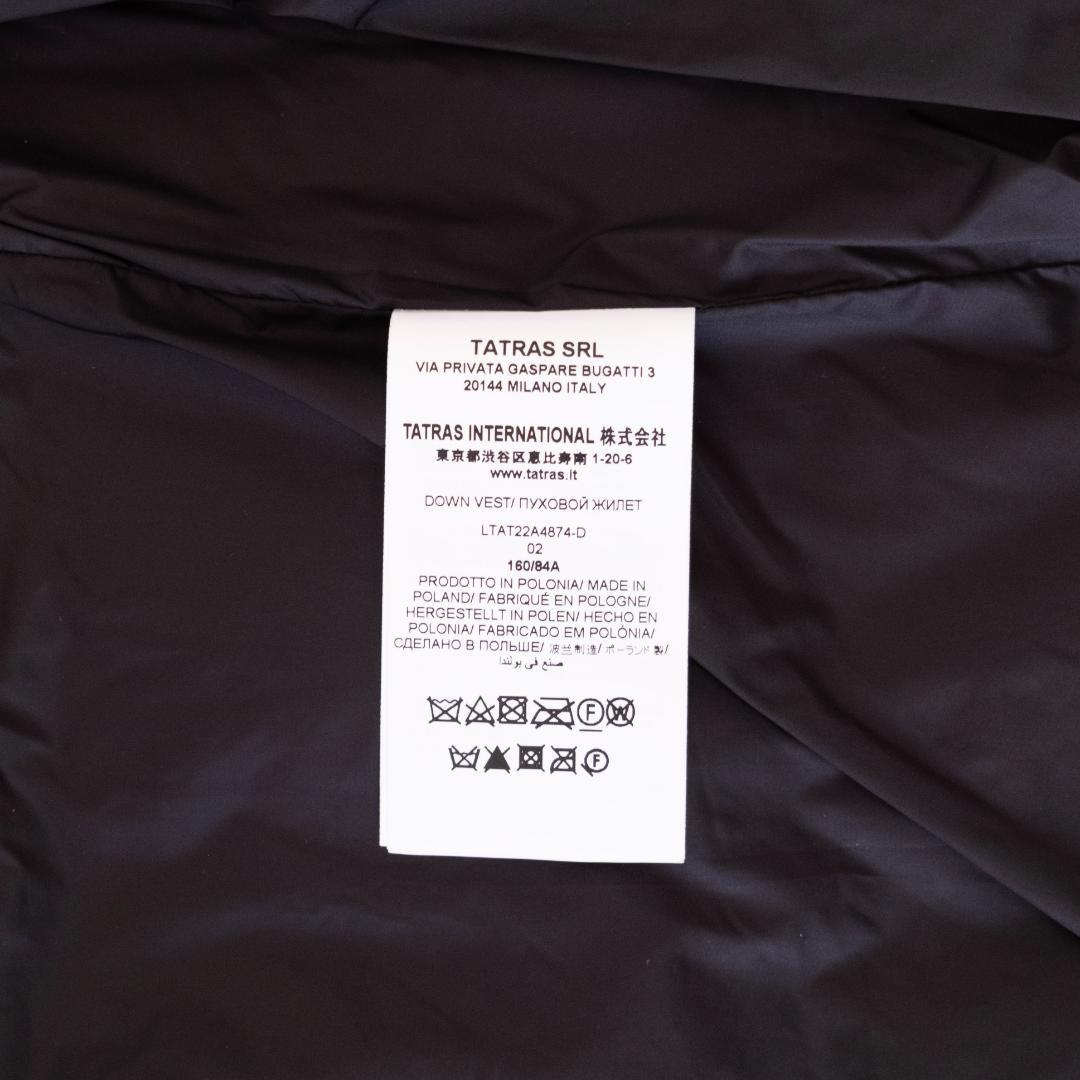 TATRAS SRL
VIA PRIVATA GASPARE BUGATTI 3
20144 MILANO ITALY
TATRAS INTERNATIONAL 株式会社
東京都渋谷区恵比寿南 1-20-6
www.tatras.it
DOWN VEST/ ПУХОВОЙ ЖИЛЕТ
LTAT22A4874-D
02
160/84A
PRODOTTO IN POLONIA/ MADE IN
POLAND/ FABRIQUÉ EN POLOGNE/
HERGESTELLT IN POLEN/ HECHO EN
POLONIA/ FABRICADO EM POLÓNIA/
СДЕЛАНО В ПОЛЬШЕ/ 波兰制造/ ポーランド製/
صنع في بولندا
F W
F